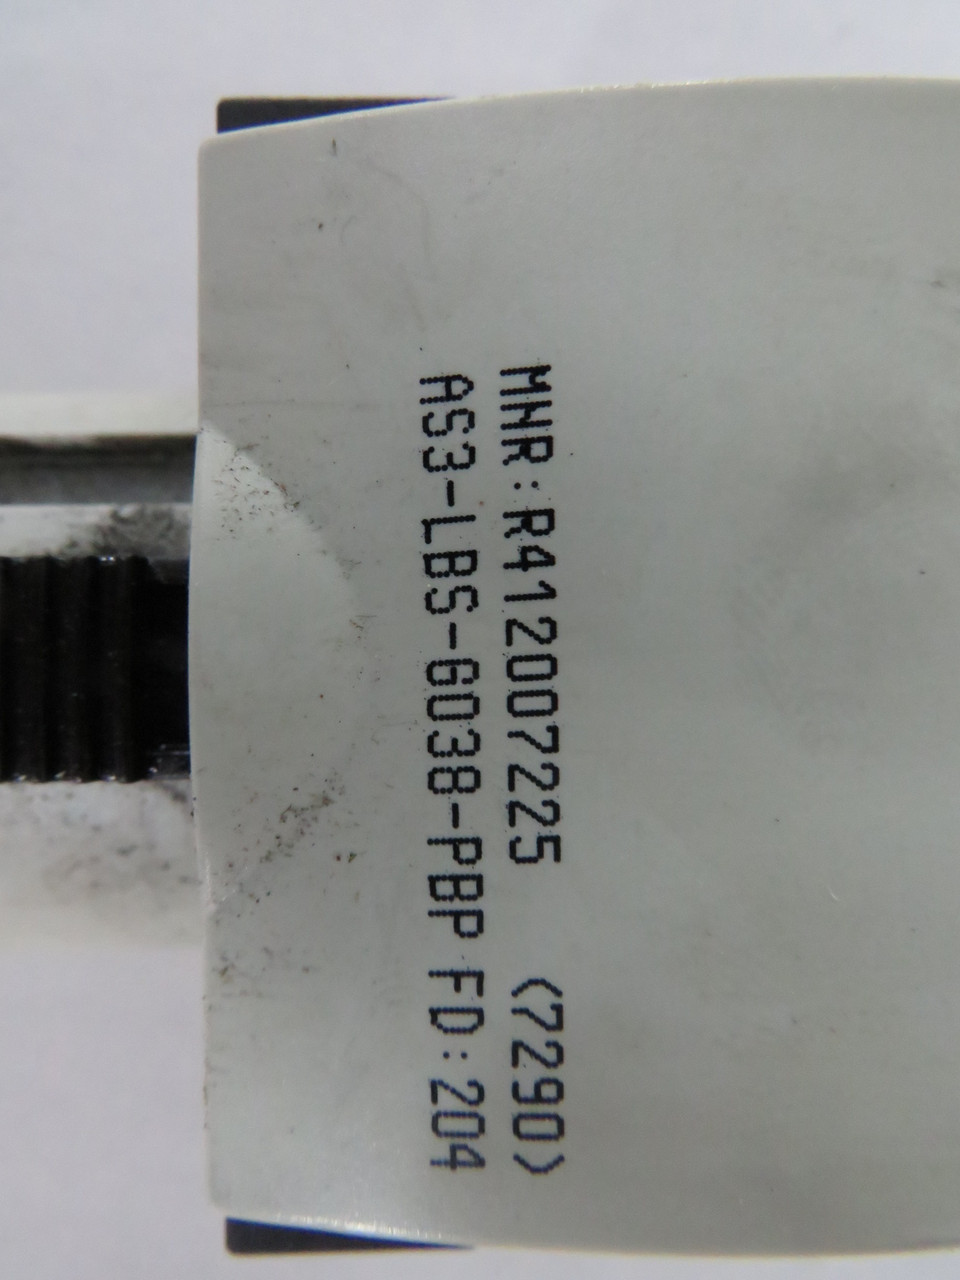 MNR:R412007225 (7290)
AS3-LBS-G038-PBP FD:204